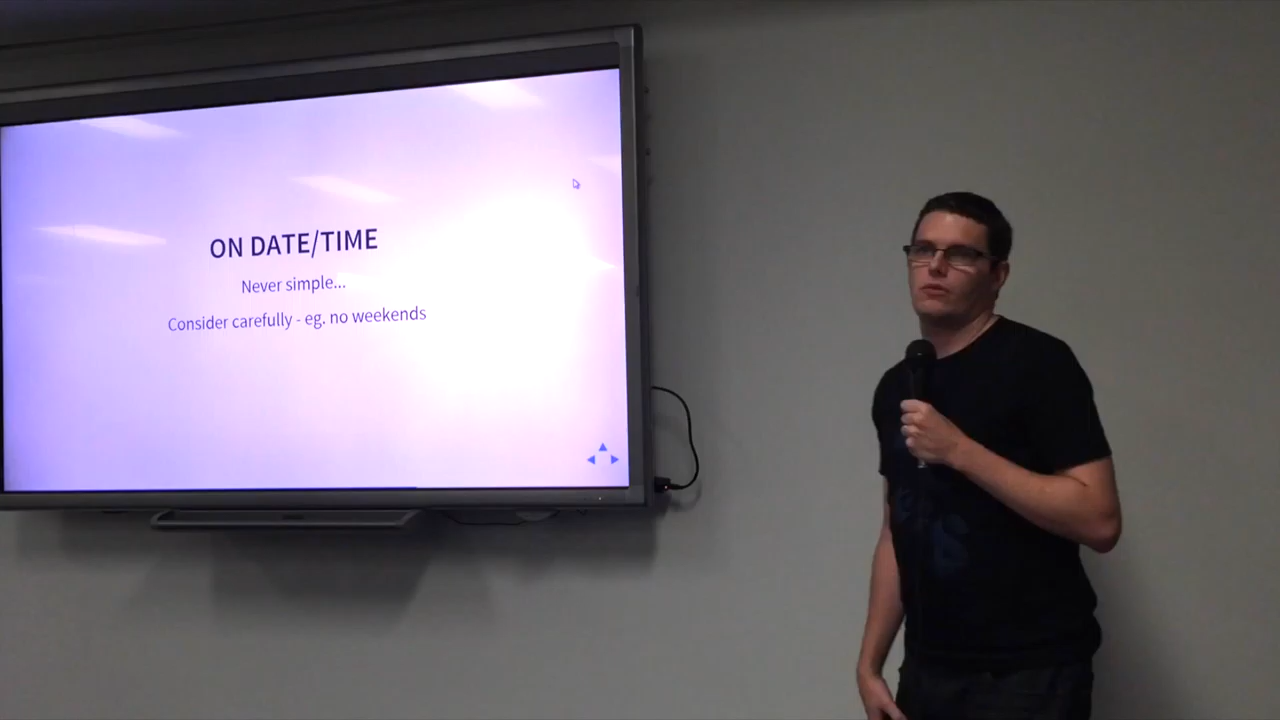 ON DATE/TIME
Never simple...
Consider carefully - eg. no weekends